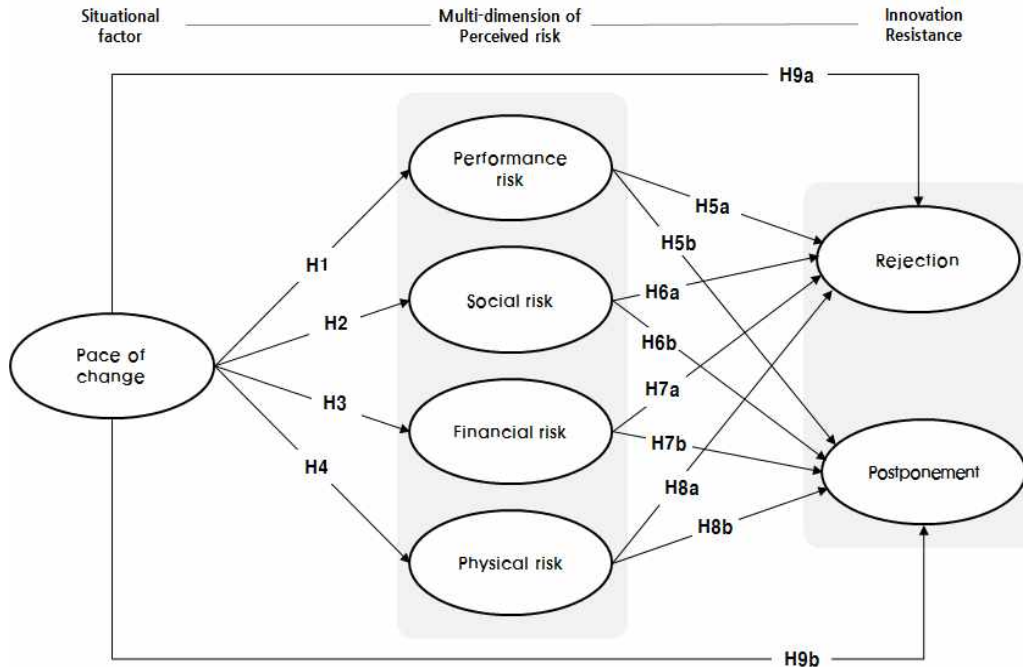 Situational
factor
Multi-dimension of
Perceived risk
Innovation
Resistance
H9a
Performance
risk
H5a
H5b
H1
Rejection
Social risk
H6a
H2
H6b
Pace of
change
H7a
H3
Financial risk
H7b
H4
Postponement
H8a
H8b
Physical risk
H9b